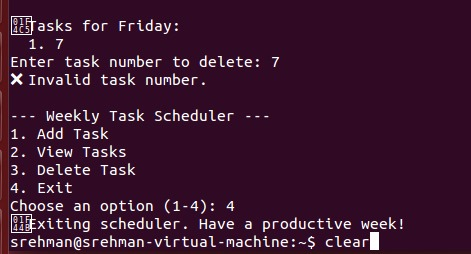 📅Tasks for Friday:
  1. 7
Enter task number to delete: 7
❌ Invalid task number.

--- Weekly Task Scheduler ---
1. Add Task
2. View Tasks
3. Delete Task
4. Exit
Choose an option (1-4): 4
👋Exiting scheduler. Have a productive week!
srehman@srehman-virtual-machine:~$ clear